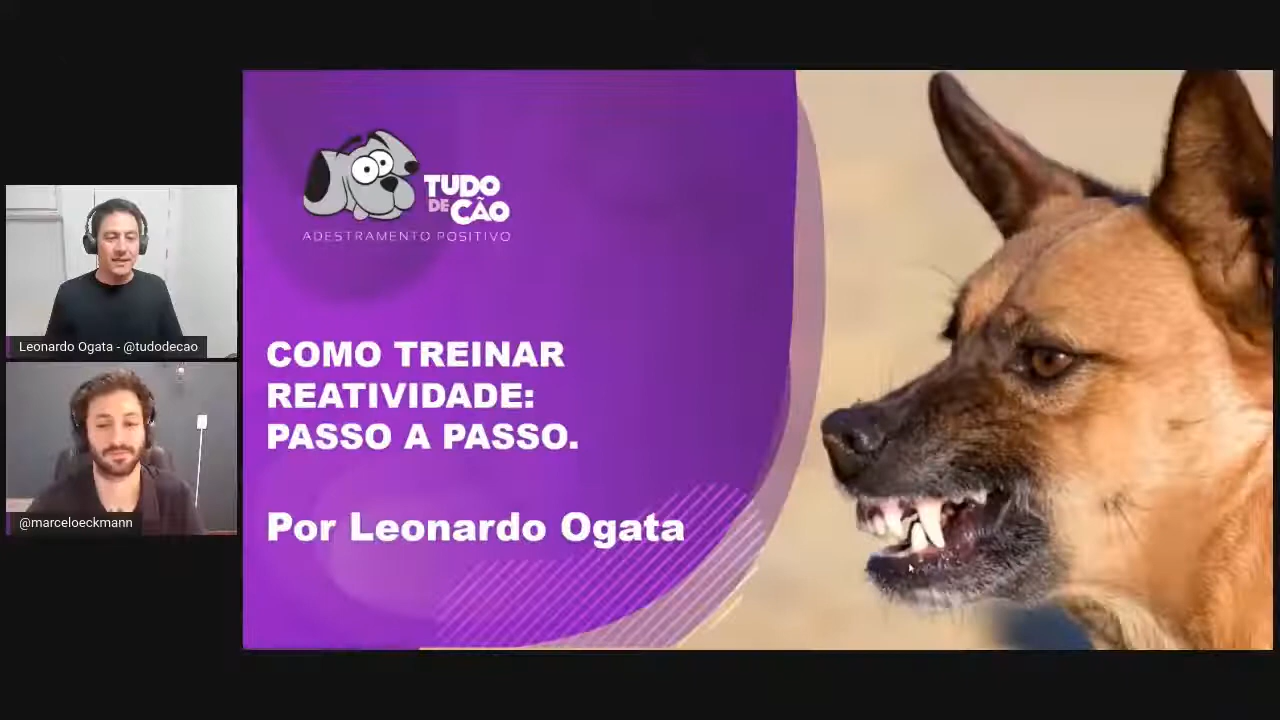 TUDO
DE CÃO
ADESTRAMENTO POSITIVO
COMO TREINAR
REATIVIDADE:
PASSO A PASSO.
Por Leonardo Ogata
Leonardo Ogata - @tudodecao
@marceloeckmann